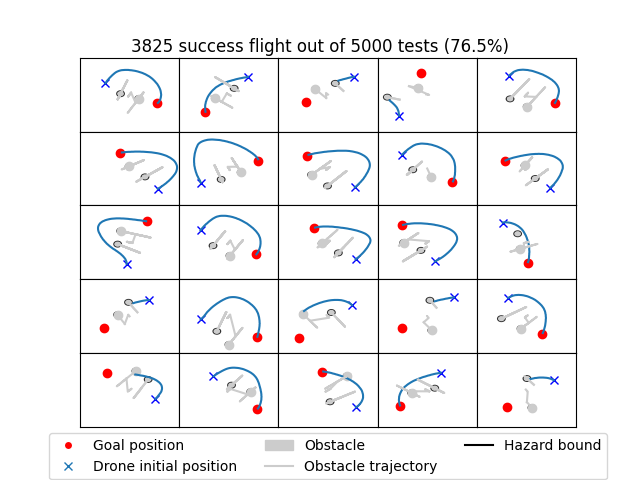 3825 success flight out of 5000 tests (76.5%)
Goal position
Obstacle
Hazard bound
Drone initial position
Obstacle trajectory